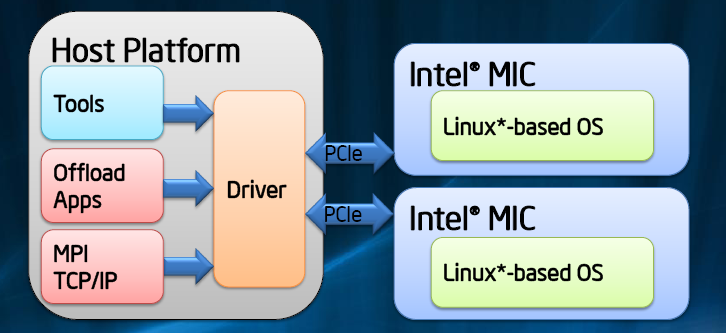 Host Platform
Tools
Offload
Apps
MPI
TCP/IP
Driver
PCIe
PCIe
Intel® MIC
Linux*-based OS
Intel® MIC
Linux*-based OS